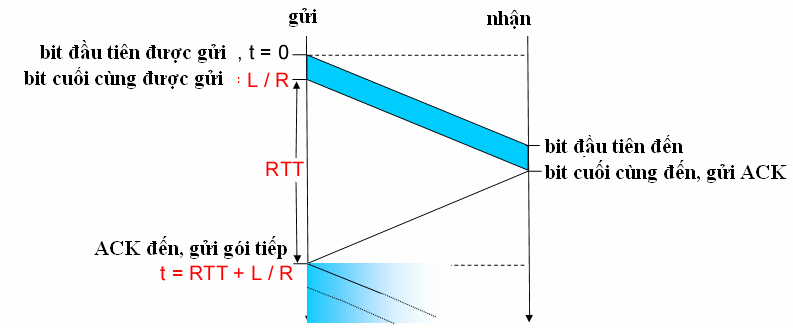 gửi
nhận
bit đầu tiên được gửi , t = 0
bit cuối cùng được gửi = L / R
bit đầu tiên đến
bit cuối cùng đến, gửi ACK
RTT
ACK đến, gửi gói tiếp
t = RTT + L / R